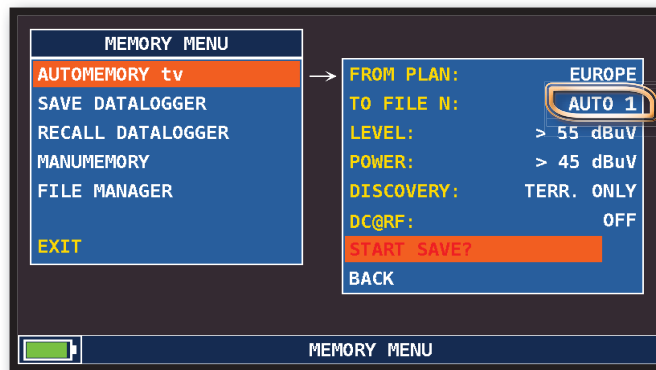 MEMORY MENU
AUTOMEMORY tv
SAVE DATALOGGER
RECALL DATALOGGER
MANUMEMORY
FILE MANAGER
EXIT
FROM PLAN: EUROPE
TO FILE N: AUTO 1
LEVEL: > 55 dBuV
POWER: > 45 dBuV
DISCOVERY: TERR. ONLY
DC@RF: OFF
START SAVE?
BACK
MEMORY MENU